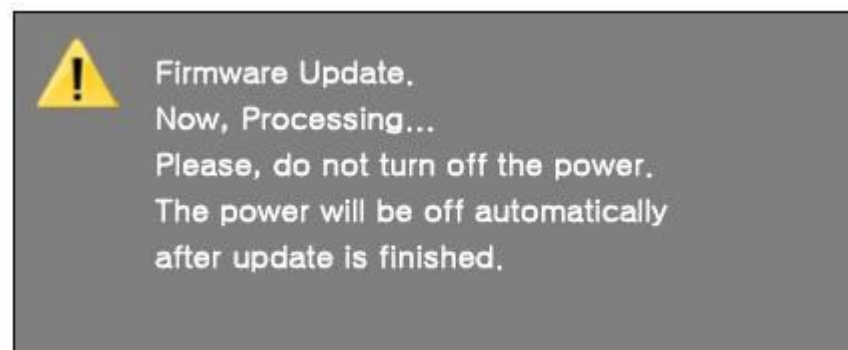 Firmware Update.
Now, Processing...
Please, do not turn off the power.
The power will be off automatically
after update is finished.